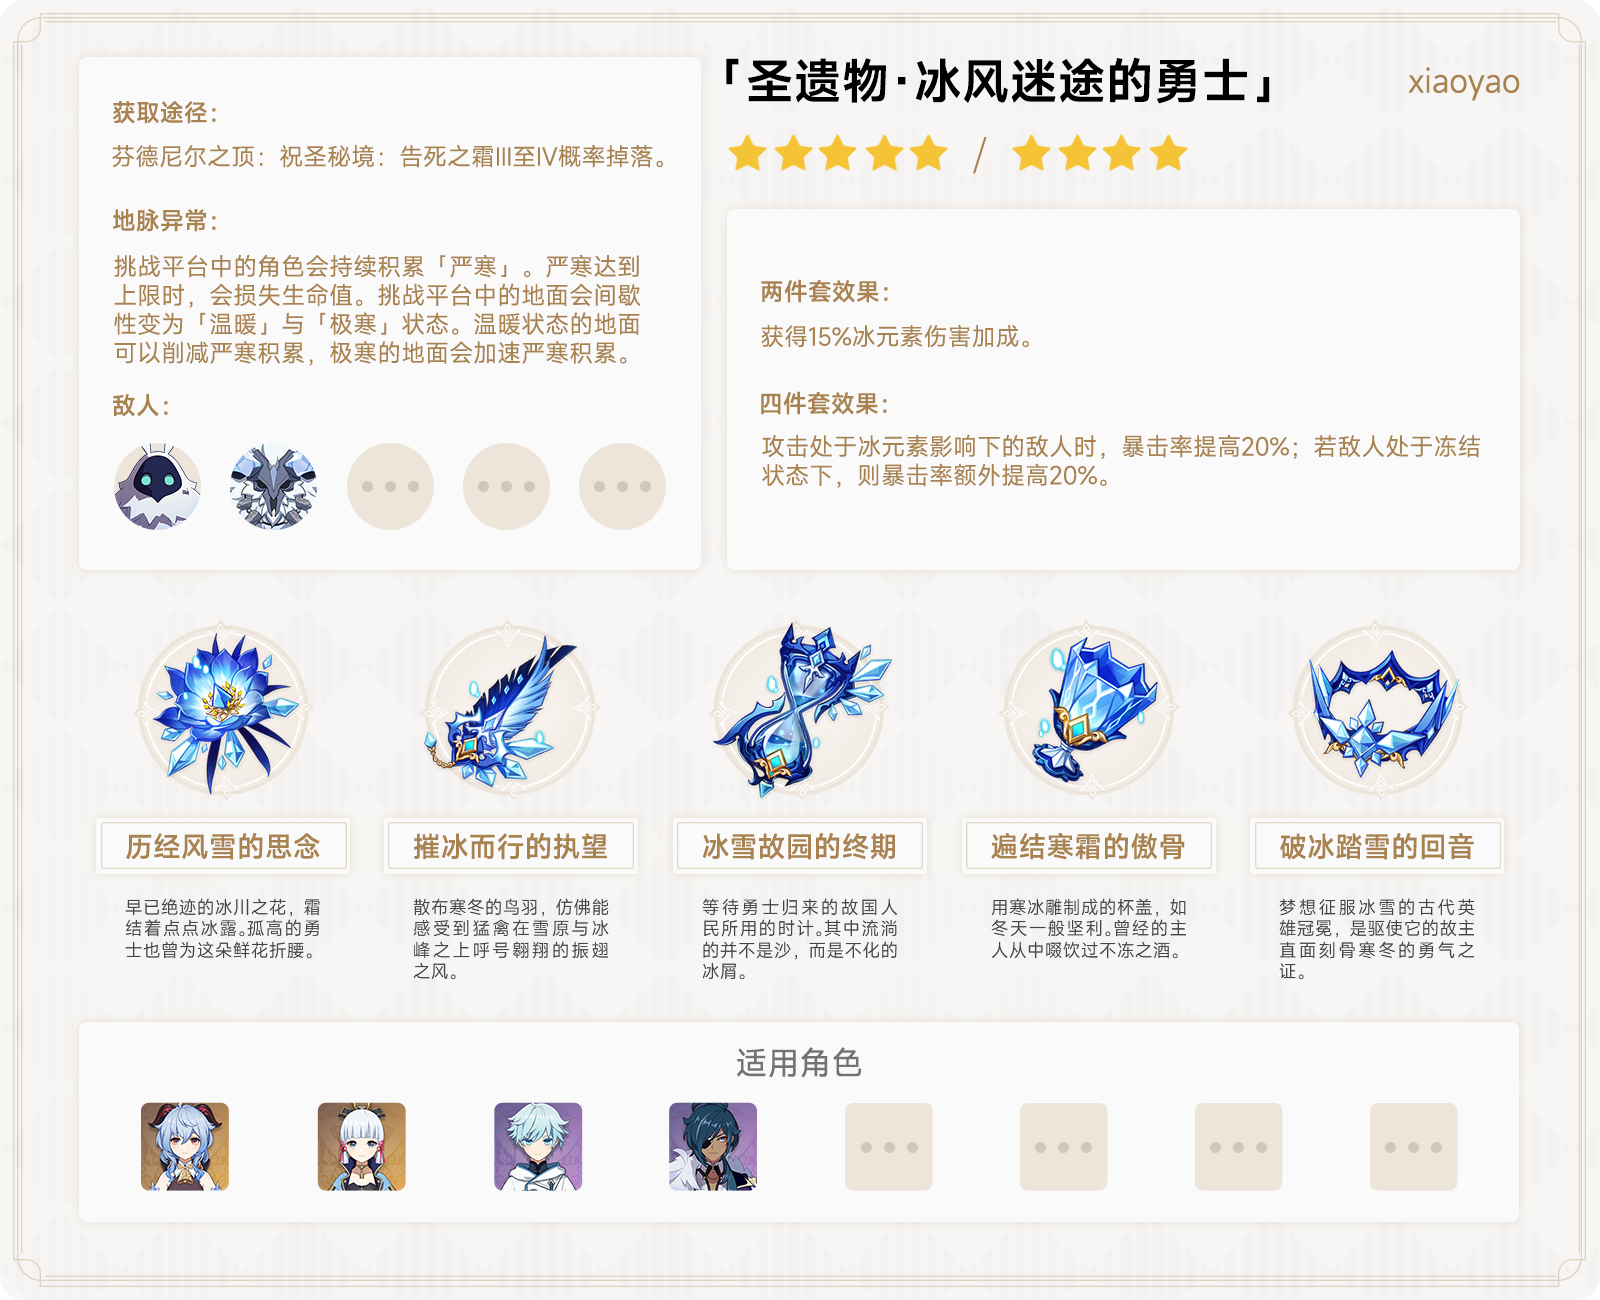 「圣遗物·冰风迷途的勇士」
xiaoyao
获取途径：
芬德尼尔之顶：祝圣秘境：告死之霜III至IV概率掉落。
地脉异常：
挑战平台中的角色会持续积累「严寒」。严寒达到
上限时，会损失生命值。挑战平台中的地面会间歇
性变为「温暖」与「极寒」状态。温暖状态的地面
可以削减严寒积累，极寒的地面会加速严寒积累。
敌人：
两件套效果：
获得15%冰元素伤害加成。
四件套效果：
攻击处于冰元素影响下的敌人时，暴击率提高20%；若敌人处于冻结
状态下，则暴击率额外提高20%。
历经风雪的思念
早已绝迹的冰川之花，霜
结着点点冰露。孤高的勇
士也曾为这朵鲜花折腰。
摧冰而行的执望
散布寒冬的鸟羽，仿佛能
感受到猛禽在雪原与冰
峰之上呼号翱翔的振翅
之风。
冰雪故园的终期
等待勇士归来的故国人
民所用的时计。其中流淌
的并不是沙，而是不化的
冰屑。
遍结寒霜的傲骨
用寒冰雕制成的杯盖，如
冬天一般坚利。曾经的主
人从中啜饮过不冻之酒。
破冰踏雪的回音
梦想征服冰雪的古代英
雄冠冕，是驱使它的故主
直面刻骨寒冬的勇气之
证。
适用角色